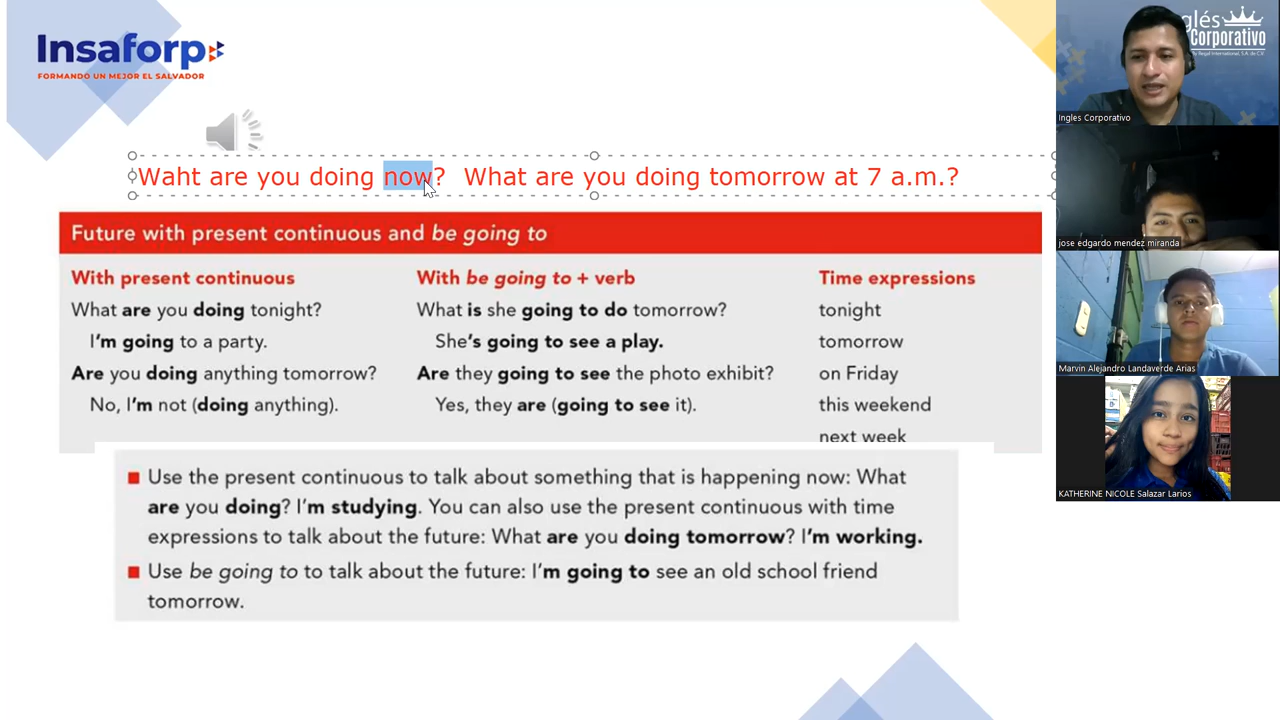 Insaforp
FORMANDO UN MEJOR EL SALVADOR
Waht are you doing now?  What are you doing tomorrow at 7 a.m.?
Future with present continuous and be going to
With present continuous
What are you doing tonight?
I'm going to a party.
Are you doing anything tomorrow?
No, I'm not (doing anything).
With be going to + verb
What is she going to do tomorrow?
She's going to see a play.
Are they going to see the photo exhibit?
Yes, they are (going to see it).
Time expressions
tonight
tomorrow
on Friday
this weekend
next week
Use the present continuous to talk about something that is happening now: What
are you doing? I'm studying. You can also use the present continuous with time
expressions to talk about the future: What are you doing tomorrow? I'm working.
Use be going to to talk about the future: I'm going to see an old school friend
tomorrow.
glés
Corporativo
Ingles Corporativo
jose edgardo mendez miranda
Marvin Alejandro Landaverde Arias
KATHERINE NICOLE Salazar Larios